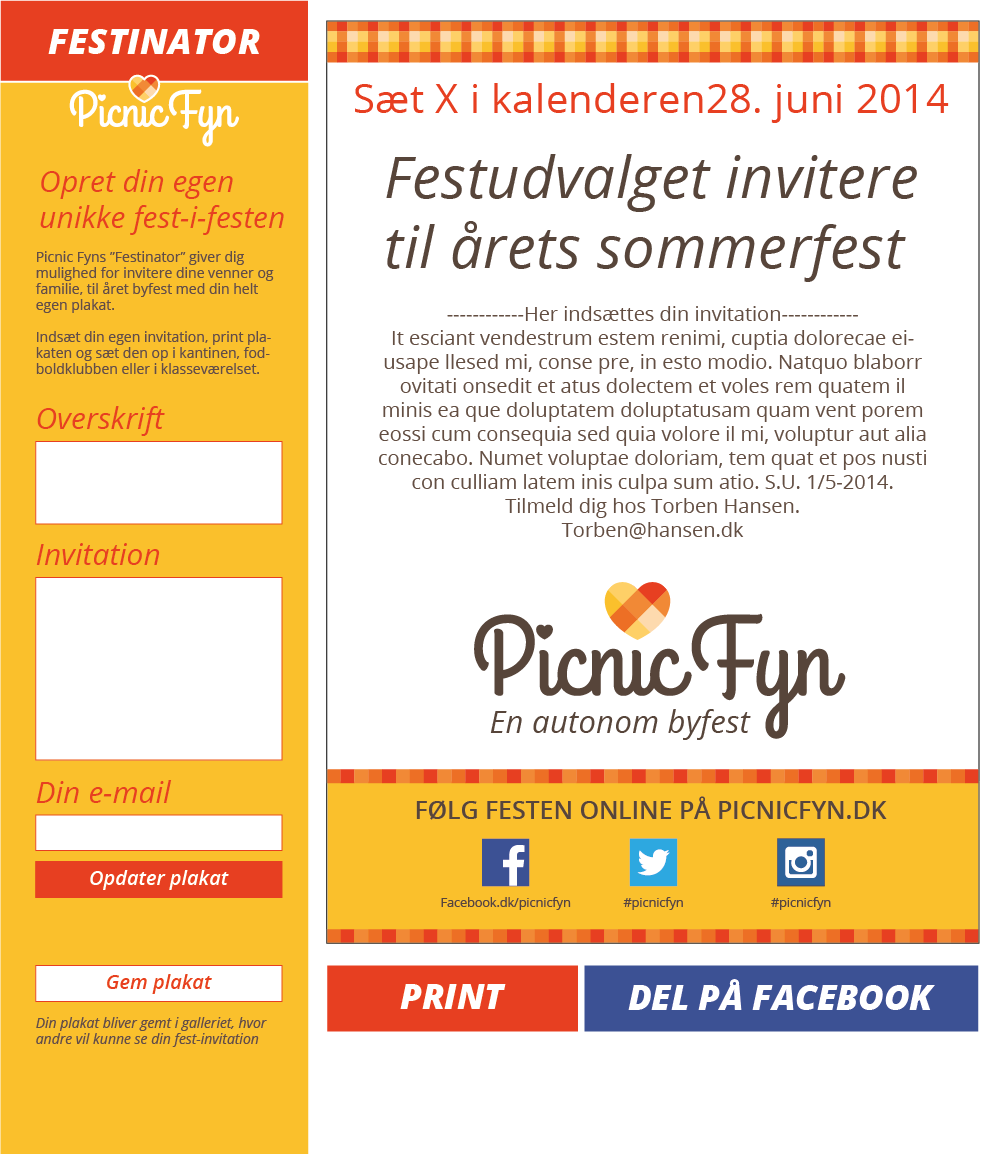 FESTINATOR
Picnic Fyn
Opret din egen
unikke fest-i-festen
Picnic Fyns ”Festinator” giver dig
mulighed for invitere dine venner og
familie, til året byfest med din helt
egen plakat.
Indsæt din egen invitation, print pla-
katen og sæt den op i kantinen, fod-
boldklubben eller i klasseværelset.
Overskrift
Invitation
Din e-mail
Opdater plakat
Gem plakat
Din plakat bliver gemt i galleriet, hvor
andre vil kunne se din fest-invitation
Sæt X i kalenderen28. juni 2014
Festudvalget invitere
til årets sommerfest
------------Her indsættes din invitation------------
It esciant vendestrum estem renimi, cuptia dolorecae ei-
usape llesed mi, conse pre, in esto modio. Natquo blaborr
ovitati onsedit et atus dolectem et voles rem quatem il
minis ea que doluptatem doluptatusam quam vent porem
eossi cum consequia sed quia volore il mi, voluptur aut alia
conecabo. Numet voluptae doloriam, tem quat et pos nusti
con culliam latem inis culpa sum atio. S.U. 1/5-2014.
Tilmeld dig hos Torben Hansen.
Torben@hansen.dk
Picnic Fyn
En autonom byfest
FØLG FESTEN ONLINE PÅ PICNICFYN.DK
Facebook.dk/picnicfyn
#picnicfyn
#picnicfyn
PRINT
DEL PÅ FACEBOOK